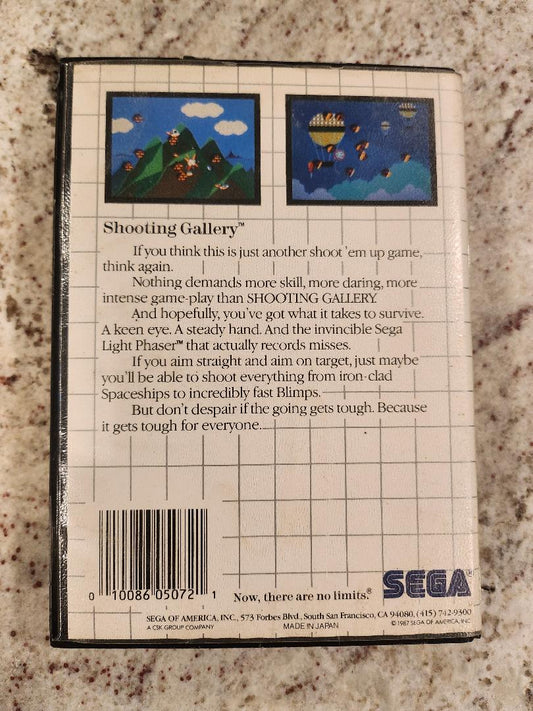 Shooting Gallery™
If you think this is just another shoot 'em up game,
think again.
Nothing demands more skill, more daring, more
intense game-play than SHOOTING GALLERY.
And hopefully, you've got what it takes to survive.
A keen eye. A steady hand. And the invincible Sega
Light Phaser™ that actually records misses.
If you aim straight and aim on target, just maybe
you'll be able to shoot everything from iron-clad
Spaceships to incredibly fast Blimps.
But don't despair if the going gets tough. Because
it gets tough for everyone.
0 10086 05072 1
Now, there are no limits.®
SEGA®
SEGA OF AMERICA, INC., 573 Forbes Blvd., South San Francisco, CA 94080, (415) 742-9300
A CSK GROUP COMPANY
MADE IN JAPAN
© 1987 SEGA OF AMERICA, INC.